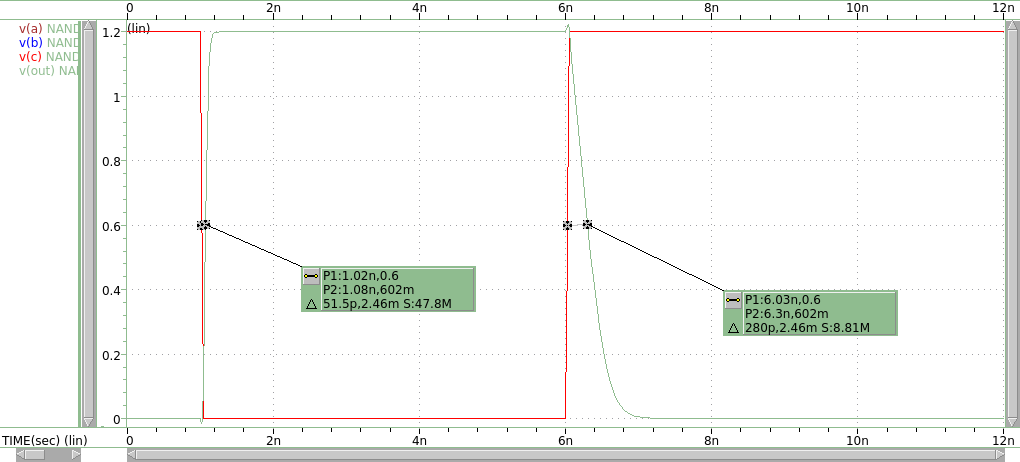 0 2n 4n 6n 8n 10n 12n
v(a) NAND
v(b) NAND
v(c) NAND
v(out) NAI
(lin)
1.2
1
0.8
0.6
0.4
0.2
0
P1:1.02n,0.6
P2:1.08n,602m
△ 51.5p,2.46m S:47.8M
P1:6.03n,0.6
P2:6.3n,602m
△ 280p,2.46m S:8.81M
TIME(sec) (lin)
0 2n 4n 6n 8n 10n 12n